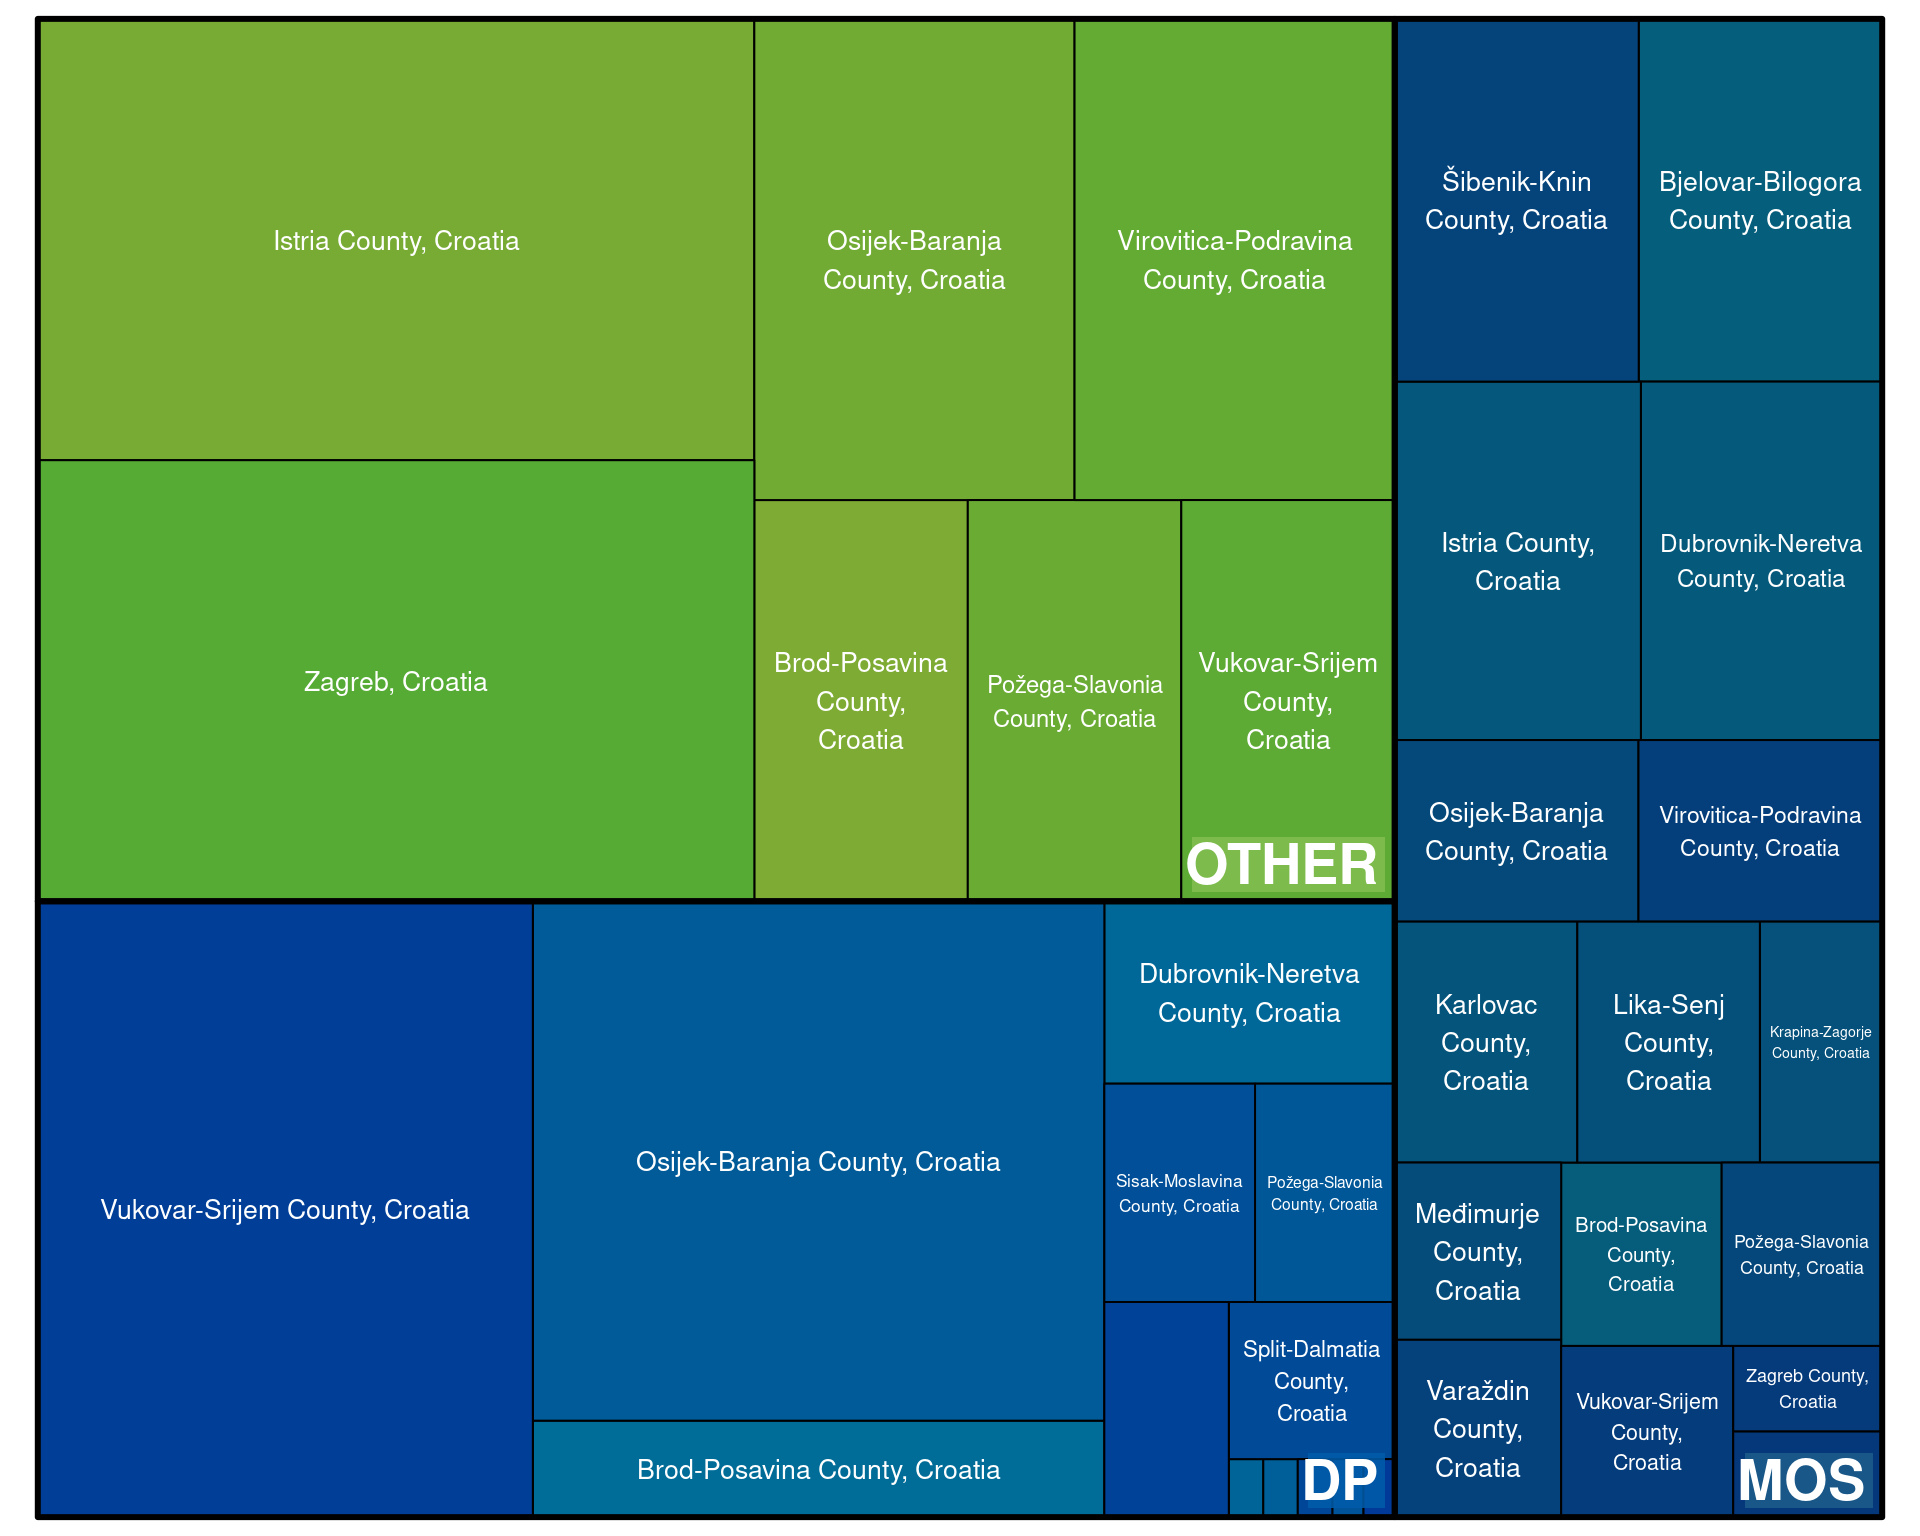 Istria County, Croatia
Osijek-Baranja
County, Croatia
Virovitica-Podravina
County, Croatia
Zagreb, Croatia
Brod-Posavina
County,
Croatia
Požega-Slavonia
County, Croatia
Vukovar-Srijem
County,
Croatia
OTHER
Vukovar-Srijem County, Croatia
Osijek-Baranja County, Croatia
Brod-Posavina County, Croatia
Dubrovnik-Neretva
County, Croatia
Sisak-Moslavina
County, Croatia
Požega-Slavonia
County, Croatia
Split-Dalmatia
County,
Croatia
DP
Šibenik-Knin
County, Croatia
Bjelovar-Bilogora
County, Croatia
Istria County,
Croatia
Dubrovnik-Neretva
County, Croatia
Osijek-Baranja
County, Croatia
Virovitica-Podravina
County, Croatia
Karlovac
County,
Croatia
Lika-Senj
County,
Croatia
Krapina-Zagorje
County, Croatia
Međimurje
County,
Croatia
Brod-Posavina
County,
Croatia
Požega-Slavonia
County, Croatia
Varaždin
County,
Croatia
Vukovar-Srijem
County,
Croatia
Zagreb County,
Croatia
MOS